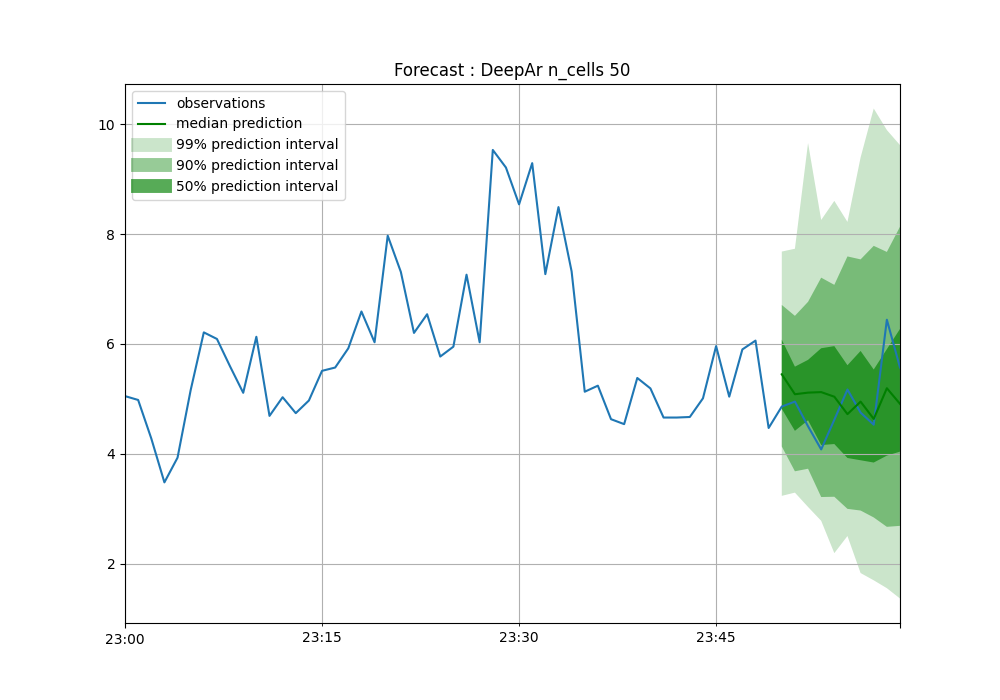 Forecast : DeepAr n_cells 50
observations
median prediction
99% prediction interval
90% prediction interval
50% prediction interval
10
8
6
4
2
23:00
23:15
23:30
23:45